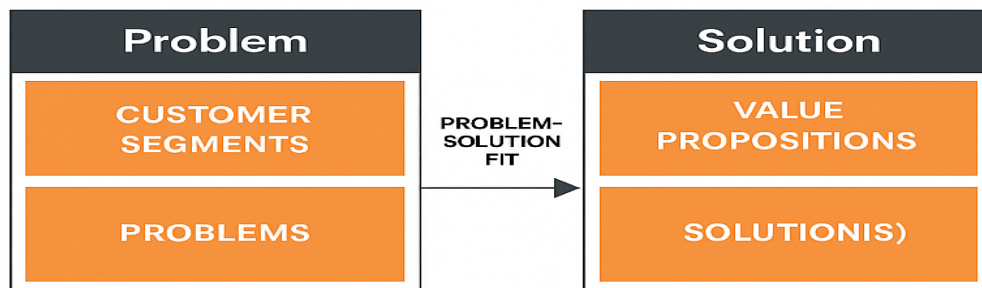 Problem
CUSTOMER
SEGMENTS
PROBLEMS
PROBLEM-
SOLUTION
FIT
Solution
VALUE
PROPOSITIONS
SOLUTIONIS)